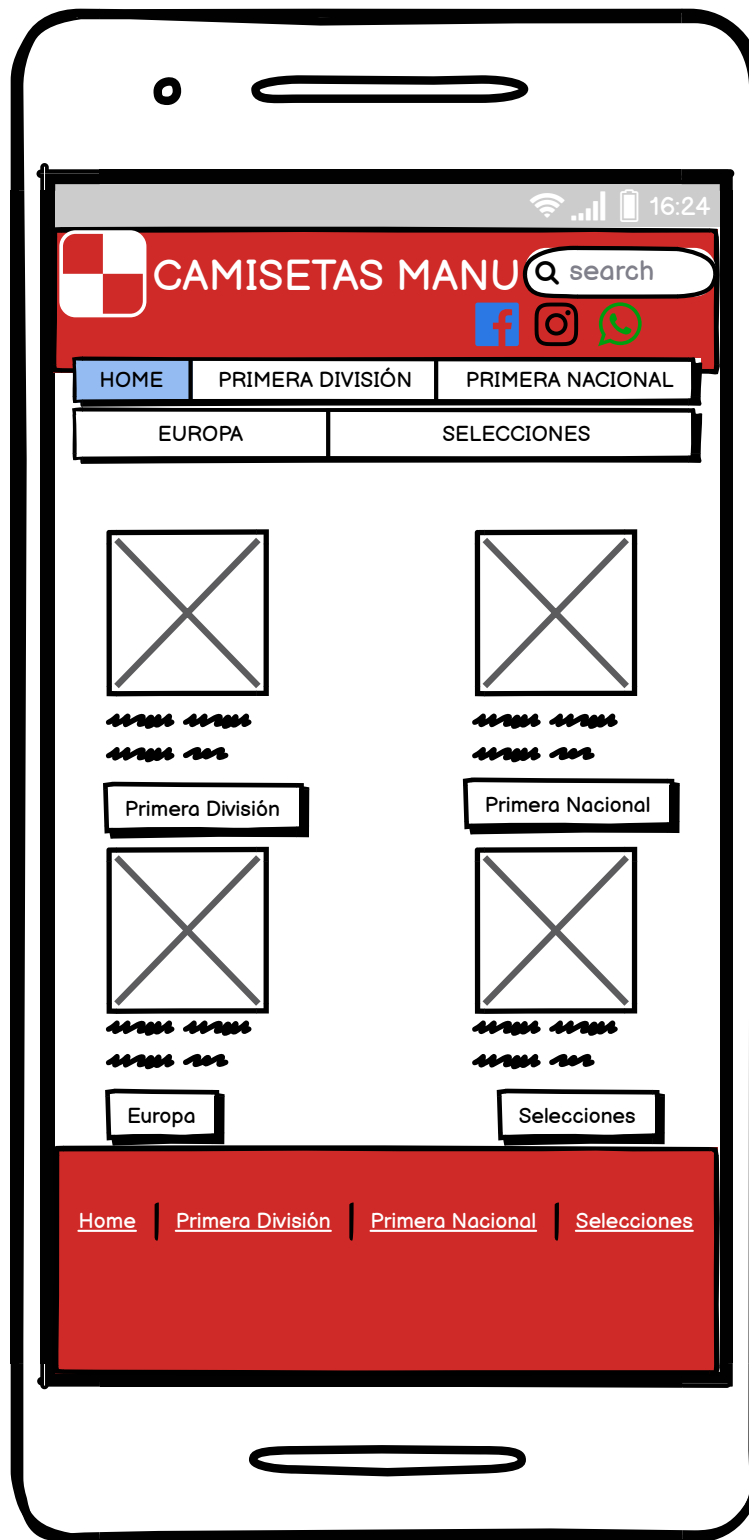 16:24
CAMISETAS MANU
search
HOME PRIMERA DIVISIÓN PRIMERA NACIONAL
EUROPA SELECCIONES
Primera División Primera Nacional
Europa Selecciones
Home Primera División Primera Nacional Selecciones